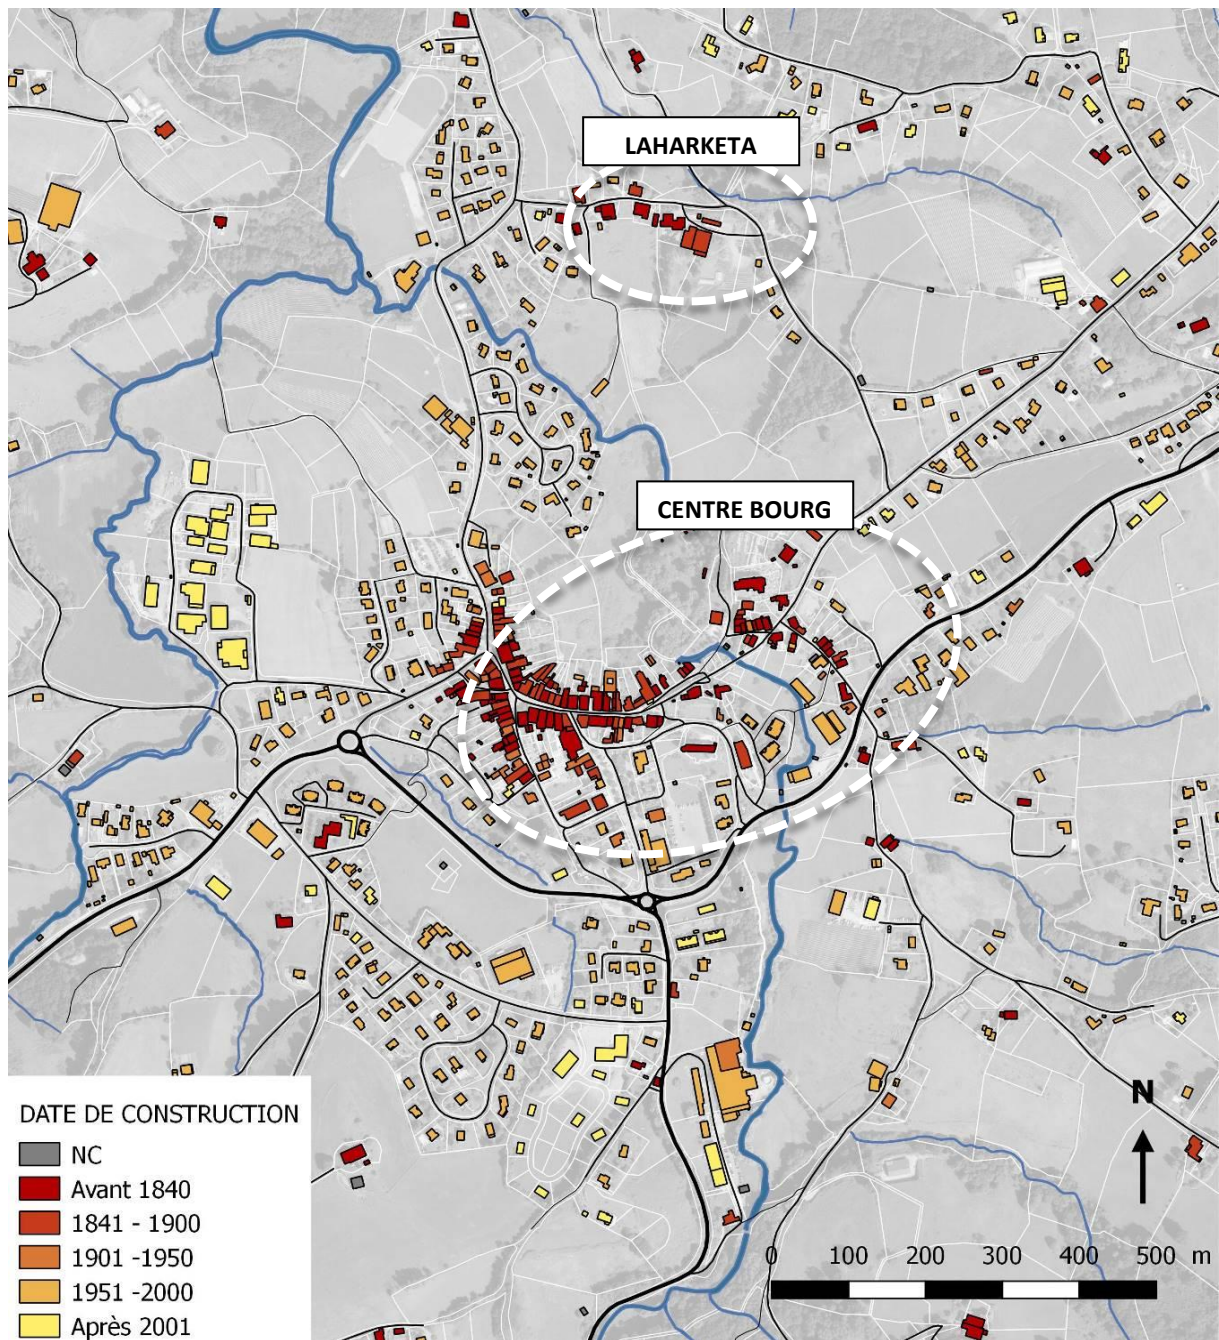 LAHARKETA
CENTRE BOURG
DATE DE CONSTRUCTION
NC
Avant 1840
1841 - 1900
1901 -1950
1951 -2000
Après 2001
N
0 100 200 300 400 500 m